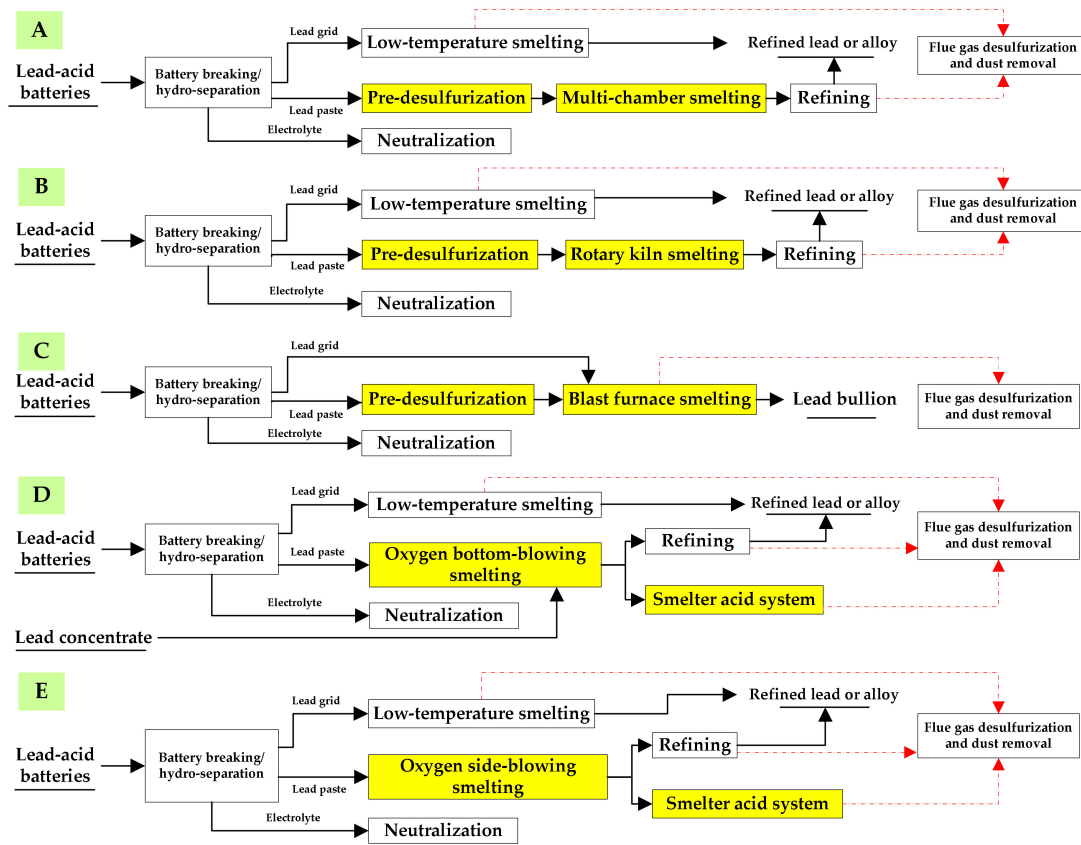 A
Lead-acid
batteries
Battery breaking/
hydro-separation
Lead grid
Low-temperature smelting
Refined lead or alloy
Flue gas desulfurization
and dust removal
Lead paste
Pre-desulfurization
Multi-chamber smelting
Refining
Electrolyte
Neutralization
B
Lead-acid
batteries
Battery breaking/
hydro-separation
Lead grid
Low-temperature smelting
Refined lead or alloy
Flue gas desulfurization
and dust removal
Lead paste
Pre-desulfurization
Rotary kiln smelting
Refining
Electrolyte
Neutralization
C
Lead-acid
batteries
Battery breaking/
hydro-separation
Lead grid
Lead paste
Pre-desulfurization
Blast furnace smelting
Lead bullion
Flue gas desulfurization
and dust removal
Electrolyte
Neutralization
D
Lead-acid
batteries
Battery breaking/
hydro-separation
Lead grid
Low-temperature smelting
Refined lead or alloy
Flue gas desulfurization
and dust removal
Lead paste
Oxygen bottom-blowing
smelting
Refining
Smelter acid system
Electrolyte
Neutralization
Lead concentrate
E
Lead-acid
batteries
Battery breaking/
hydro-separation
Lead grid
Low-temperature smelting
Refined lead or alloy
Flue gas desulfurization
and dust removal
Lead paste
Oxygen side-blowing
smelting
Refining
Smelter acid system
Electrolyte
Neutralization